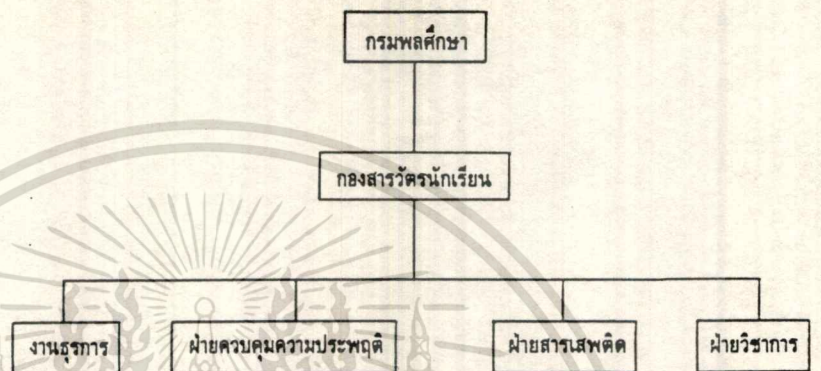 กรมพลศึกษา
กองสารวัตรนักเรียน
งานธุรการ ฝ่ายควบคุมความประพฤติ ฝ่ายสารเสพติด ฝ่ายวิชาการ